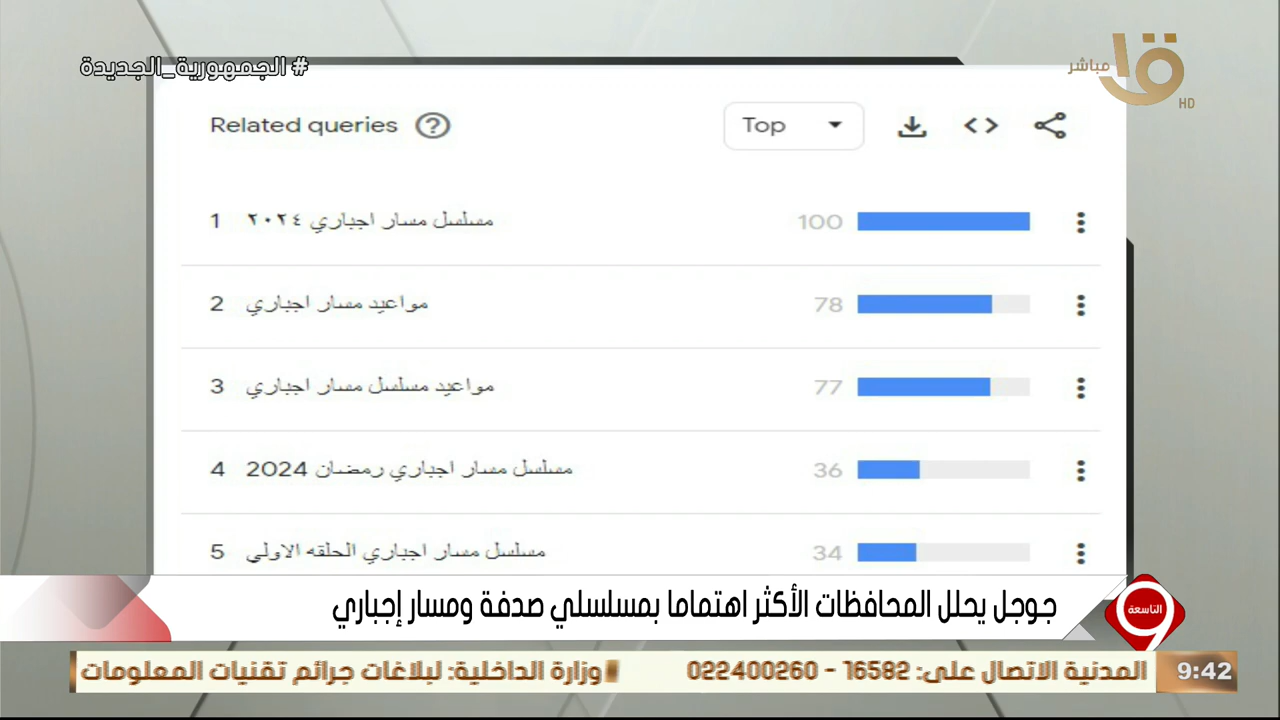 # الجمهورية_الجديدة
مباشر
HD
Related queries
Top
1 مسلسل مسار اجباري ٢٠٢٤ 100
2 مواعيد مسار اجباري 78
3 مواعيد مسلسل مسار اجباري 77
4 مسلسل مسار اجباري رمضان 2024 36
5 مسلسل مسار اجباري الحلقه الاولي 34
التاسعة
جوجل يحلل المحافظات الأكثر اهتماما بمسلسلي صدفة ومسار إجباري
9:42
المدنية الاتصال على: 16582 - 022400260
وزارة الداخلية: لبلاغات جرائم تقنيات المعلومات